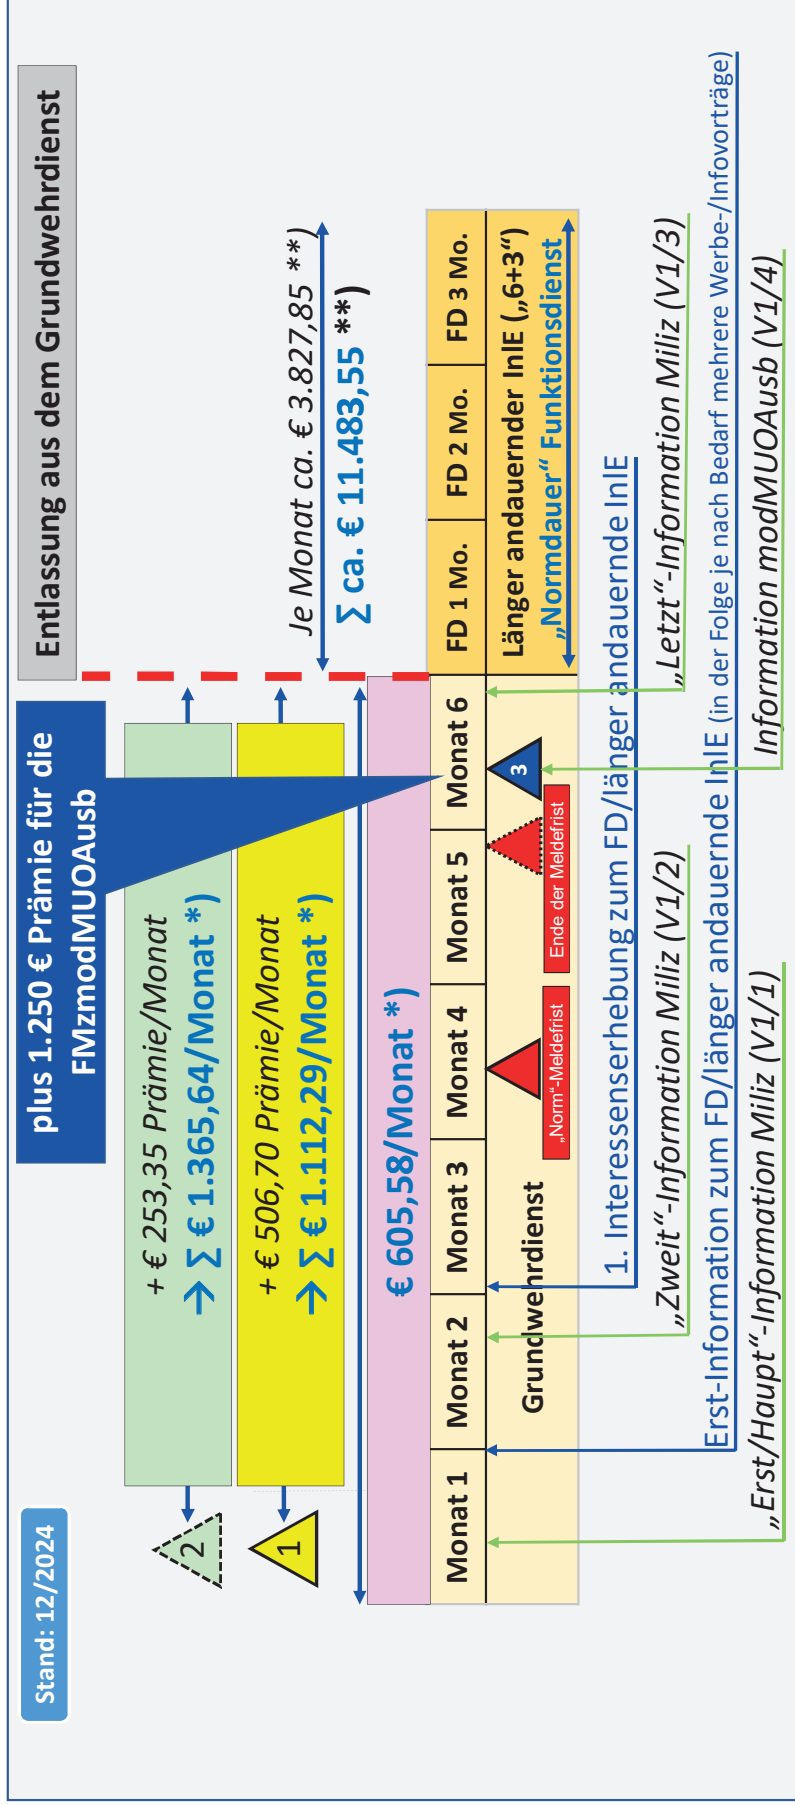 Stand: 12/2024
plus 1.250 € Prämie für die
FMzmodMUOAusb
Entlassung aus dem Grundwehrdienst
2
+ € 253,35 Prämie/Monat
→ ∑ € 1.365,64/Monat *)
1
+ € 506,70 Prämie/Monat
→ ∑ € 1.112,29/Monat *)
Je Monat ca. € 3.827,85 **)
∑ ca. € 11.483,55 **)
€ 605,58/Monat *)
Monat 1 Monat 2 Monat 3 Monat 4 Monat 5 Monat 6 FD 1 Mo. FD 2 Mo. FD 3 Mo.
Grundwehrdienst
„Norm“-Meldefrist
Ende der Meldefrist
3
Länger andauernder InlE („6+3“)
„Normdauer“ Funktionsdienst
1. Interessenserhebung zum FD/länger andauernde InlE
„Zweit“-Information Miliz (V1/2)
„Letzt“-Information Miliz (V1/3)
Erst-Information zum FD/länger andauernde InlE (in der Folge je nach Bedarf mehrere Werbe-/Infovorträge)
„Erst/Haupt“-Information Miliz (V1/1)
Information modMUOAusb (V1/4)